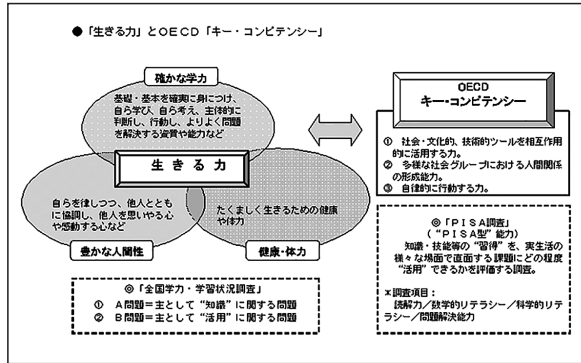 ●「生きる力」とOECD「キー・コンピテンシー」
確かな学力
基礎・基本を確実に身につけ、
自ら学び、自ら考え、主体的に
判断し、行動し、よりよく問題
を解決する資質や能力など
生きる力
自らを律しつつ、他人ととも
に協調し、他人を思いやる心
や感動する心など
豊かな人間性
たくましく生きるための健康
や体力
健康・体力
◎「全国学力・学習状況調査」
① A問題＝主として“知識”に関する問題
② B問題＝主として“活用”に関する問題
OECD
キー・コンピテンシー
① 社会・文化的、技術的ツールを相互作用
的に活用する力。
② 多様な社会グループにおける人間関係
の形成能力。
③ 自律的に行動する力。
◎「PISA調査」
（“PISA型”能力）
知識・技能等の“習得”を、実生活の
様々な場面で直面する課題にどの程度
“活用”できるかを評価する調査。
＊調査項目：
読解力／数学的リテラシー／科学的リ
テラシー／問題解決能力